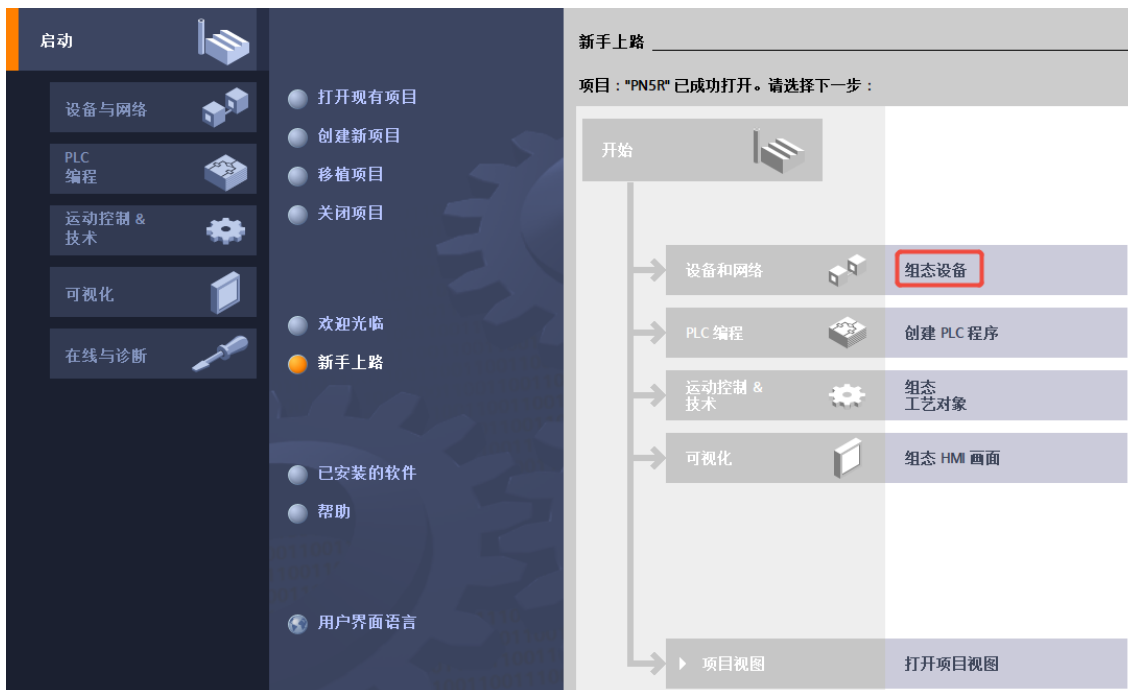 启动
设备与网络
PLC
编程
运动控制 &
技术
可视化
在线与诊断
打开现有项目
创建新项目
移植项目
关闭项目
欢迎光临
新手上路
已安装的软件
帮助
用户界面语言
新手上路
项目："PN5R" 已成功打开。请选择下一步：
开始
设备和网络
组态设备
PLC 编程
创建 PLC 程序
运动控制 &
技术
组态
工艺对象
可视化
组态 HMI 画面
项目视图
打开项目视图